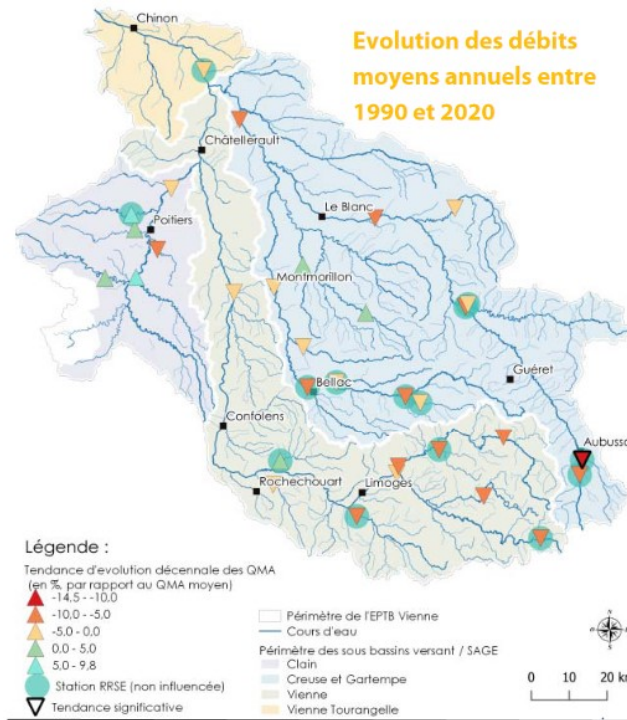 Evolution des débits
moyens annuels entre
1990 et 2020
Chinon
Châtellerault
Le Blanc
Poitiers
Montmorillon
Guéret
Bellac
Confolens
Aubusso
Rochechouart
Limoges
Légende :
Tendance d'evolution décennale des QMA
(en %, par rapport au QMA moyen)
-14,5 - -10,0
-10,0 - -5,0
-5,0 - 0,0
0,0 - 5,0
5,0 - 9,8
Station RRSE (non influencée)
Tendance significative
Périmètre de l'EPTB Vienne
Cours d'eau
Périmètre des sous bassins versant / SAGE
Clain
Creuse et Gartempe
Vienne
Vienne Tourangelle
0 10 20 km